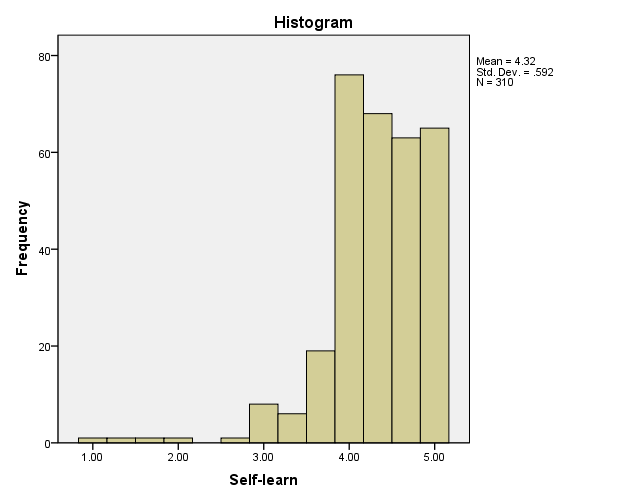 Histogram
Mean = 4.32
Std. Dev. = .592
N = 310
80
60
40
20
0
Frequency
1.00 2.00 3.00 4.00 5.00
Self-learn